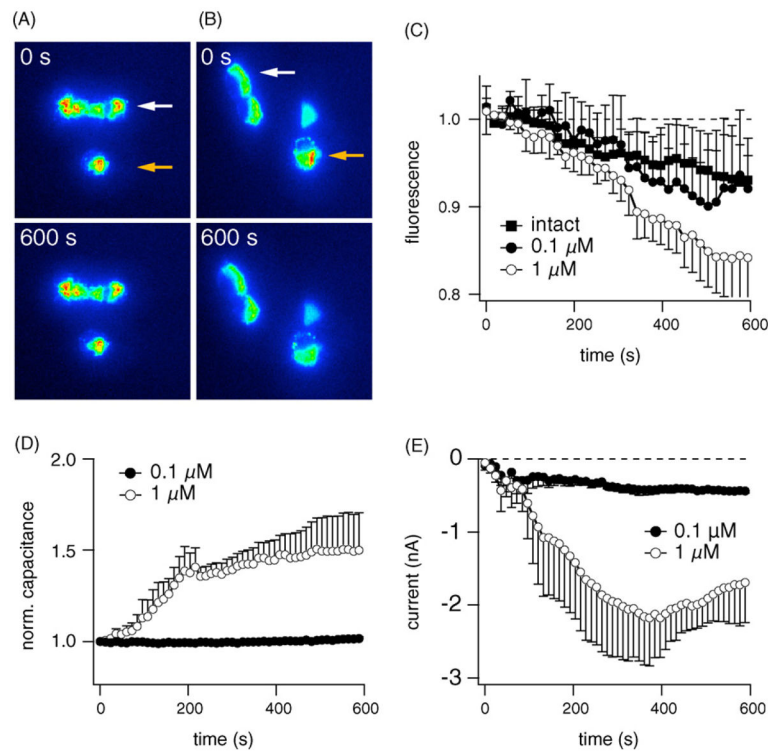 (A)
(B)
0 s
0 s
600 s
600 s
(C)
1.0
0.9
0.8
fluorescence
intact
0.1 µM
1 µM
0
200
400
600
time (s)
(D)
2.0
1.5
1.0
norm. capacitance
0.1 µM
1 µM
0
200
400
600
time (s)
(E)
0
-1
-2
-3
current (nA)
0.1 µM
1 µM
0
200
400
600
time (s)